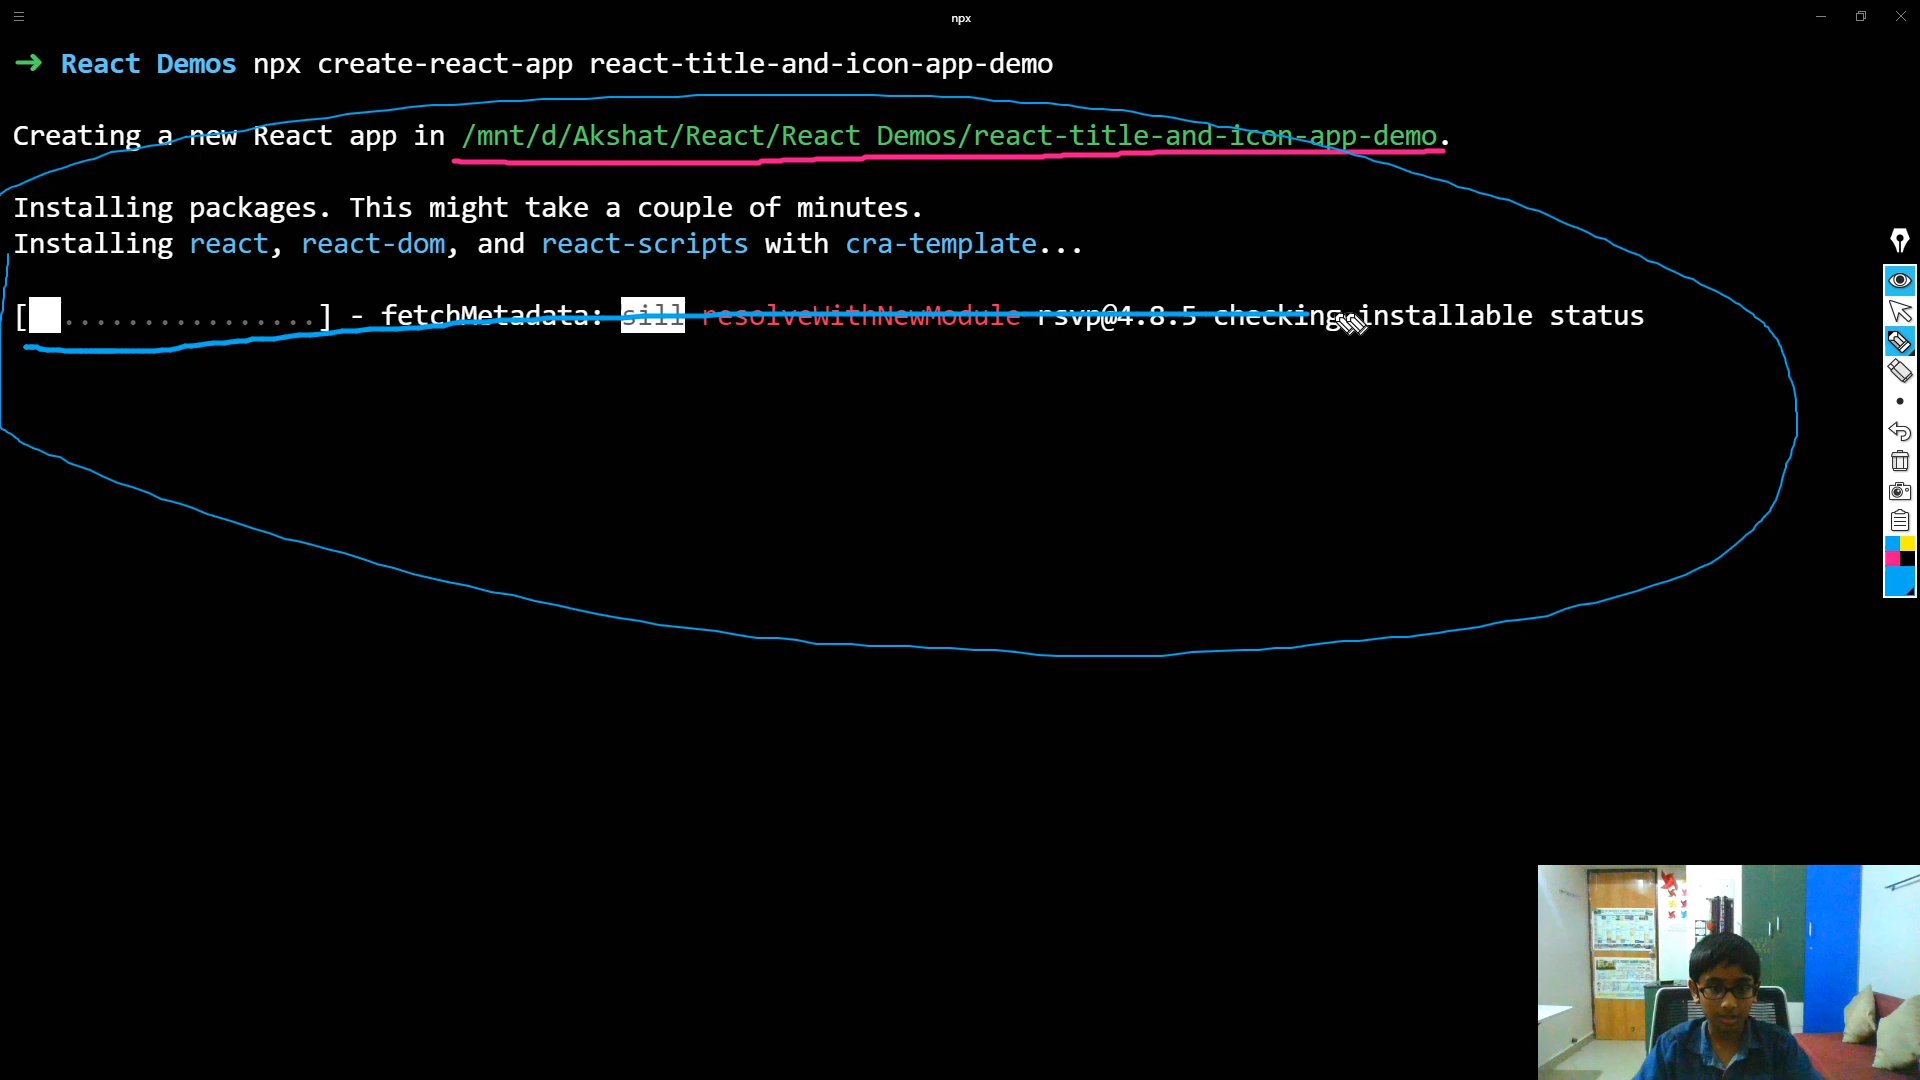 npx
➜ React Demos npx create-react-app react-title-and-icon-app-demo
Creating a new React app in /mnt/d/Akshat/React/React Demos/react-title-and-icon-app-demo.
Installing packages. This might take a couple of minutes.
Installing react, react-dom, and react-scripts with cra-template...
[ ................] - fetchMetadata: sill resolveWithNewModule rsvp@4.8.5 checking installable status